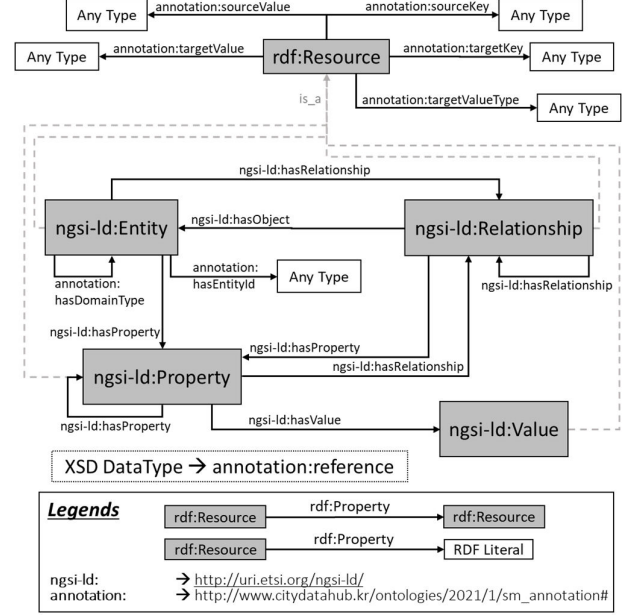 annotation:sourceValue
annotation:sourceKey
Any Type
Any Type
Any Type
annotation:targetValue
rdf:Resource
annotation:targetKey
Any Type
is_a
annotation:targetValueType
Any Type
ngsi-ld:hasRelationship
ngsi-ld:Entity
ngsi-ld:hasObject
ngsi-ld:Relationship
annotation:
hasDomainType
annotation:
hasEntityId
Any Type
ngsi-ld:hasRelationship
ngsi-ld:hasProperty
ngsi-ld:hasProperty
ngsi-ld:hasRelationship
ngsi-ld:Property
ngsi-ld:hasProperty
ngsi-ld:hasValue
ngsi-ld:Value
XSD DataType → annotation:reference
Legends
rdf:Resource
rdf:Property
rdf:Resource
rdf:Resource
rdf:Property
RDF Literal
ngsi-ld: → http://uri.etsi.org/ngsi-ld/
annotation: → http://www.citydatahub.kr/ontologies/2021/1/sm_annotation#